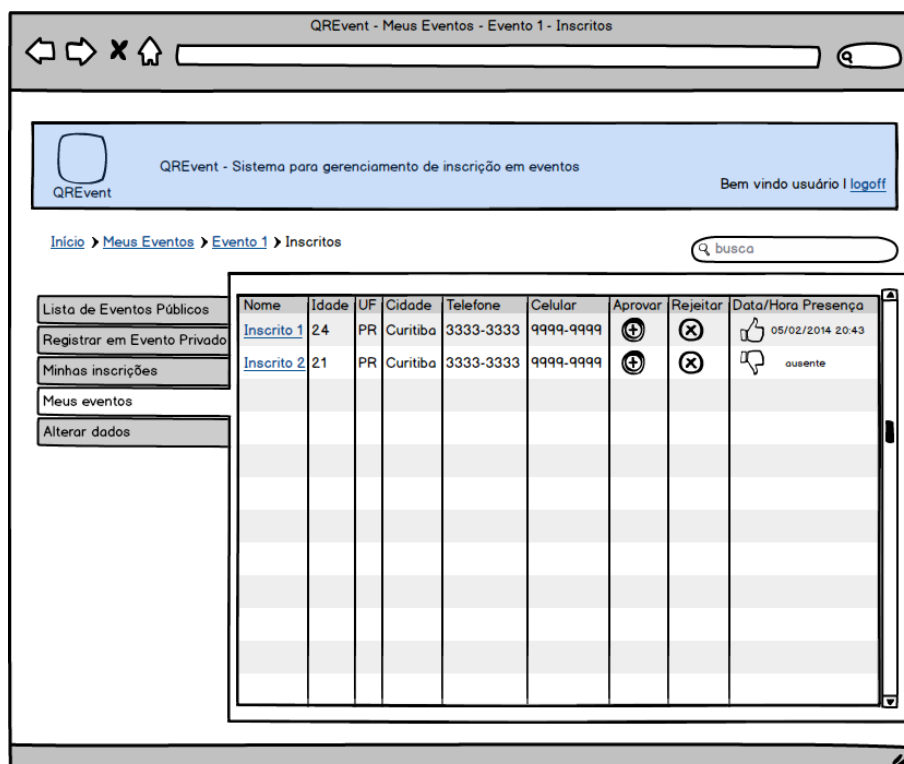 QREvent - Meus Eventos - Evento 1 - Inscritos
QREvent - Sistema para gerenciamento de inscrição em eventos
QREvent
Bem vindo usuário | logoff
Início > Meus Eventos > Evento 1 > Inscritos
busca
Lista de Eventos Públicos
Registrar em Evento Privado
Minhas inscrições
Meus eventos
Alterar dados
Nome Idade UF Cidade Telefone Celular Aprovar Rejeitar Data/Hora Presença
Inscrito 1 24 PR Curitiba 3333-3333 9999-9999 05/02/2014 20:43
Inscrito 2 21 PR Curitiba 3333-3333 9999-9999 ausente